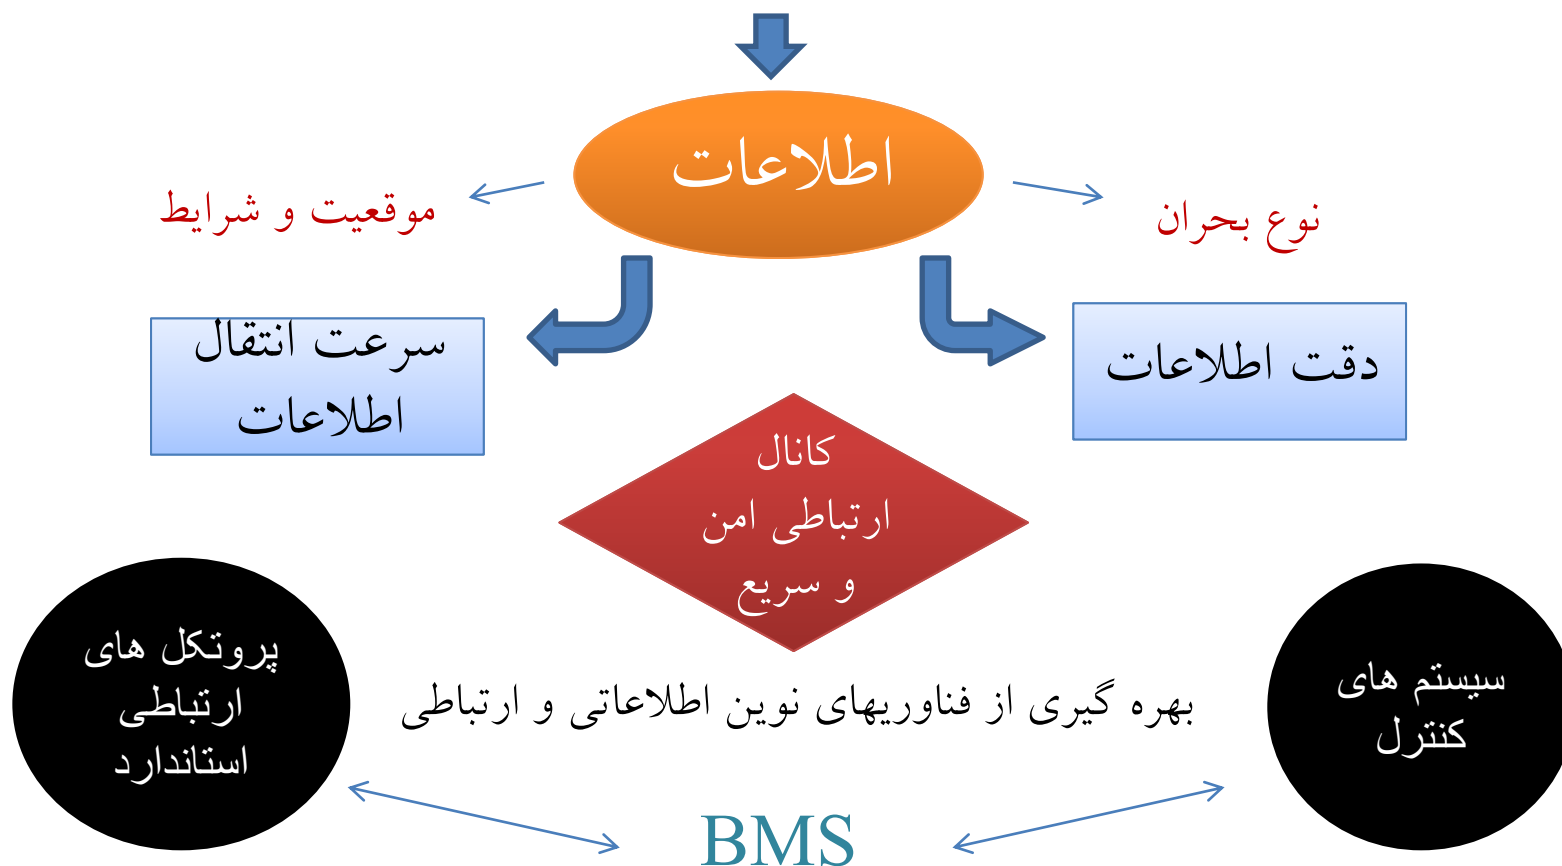 اطلاعات
نوع بحران
موقعیت و شرایط
دقت اطلاعات
سرعت انتقال
اطلاعات
کانال
ارتباطی امن
و سریع
سیستم های
کنترل
بهره گیری از فناوریهای نوین اطلاعاتی و ارتباطی
پروتکل های
ارتباطی
استاندارد
BMS